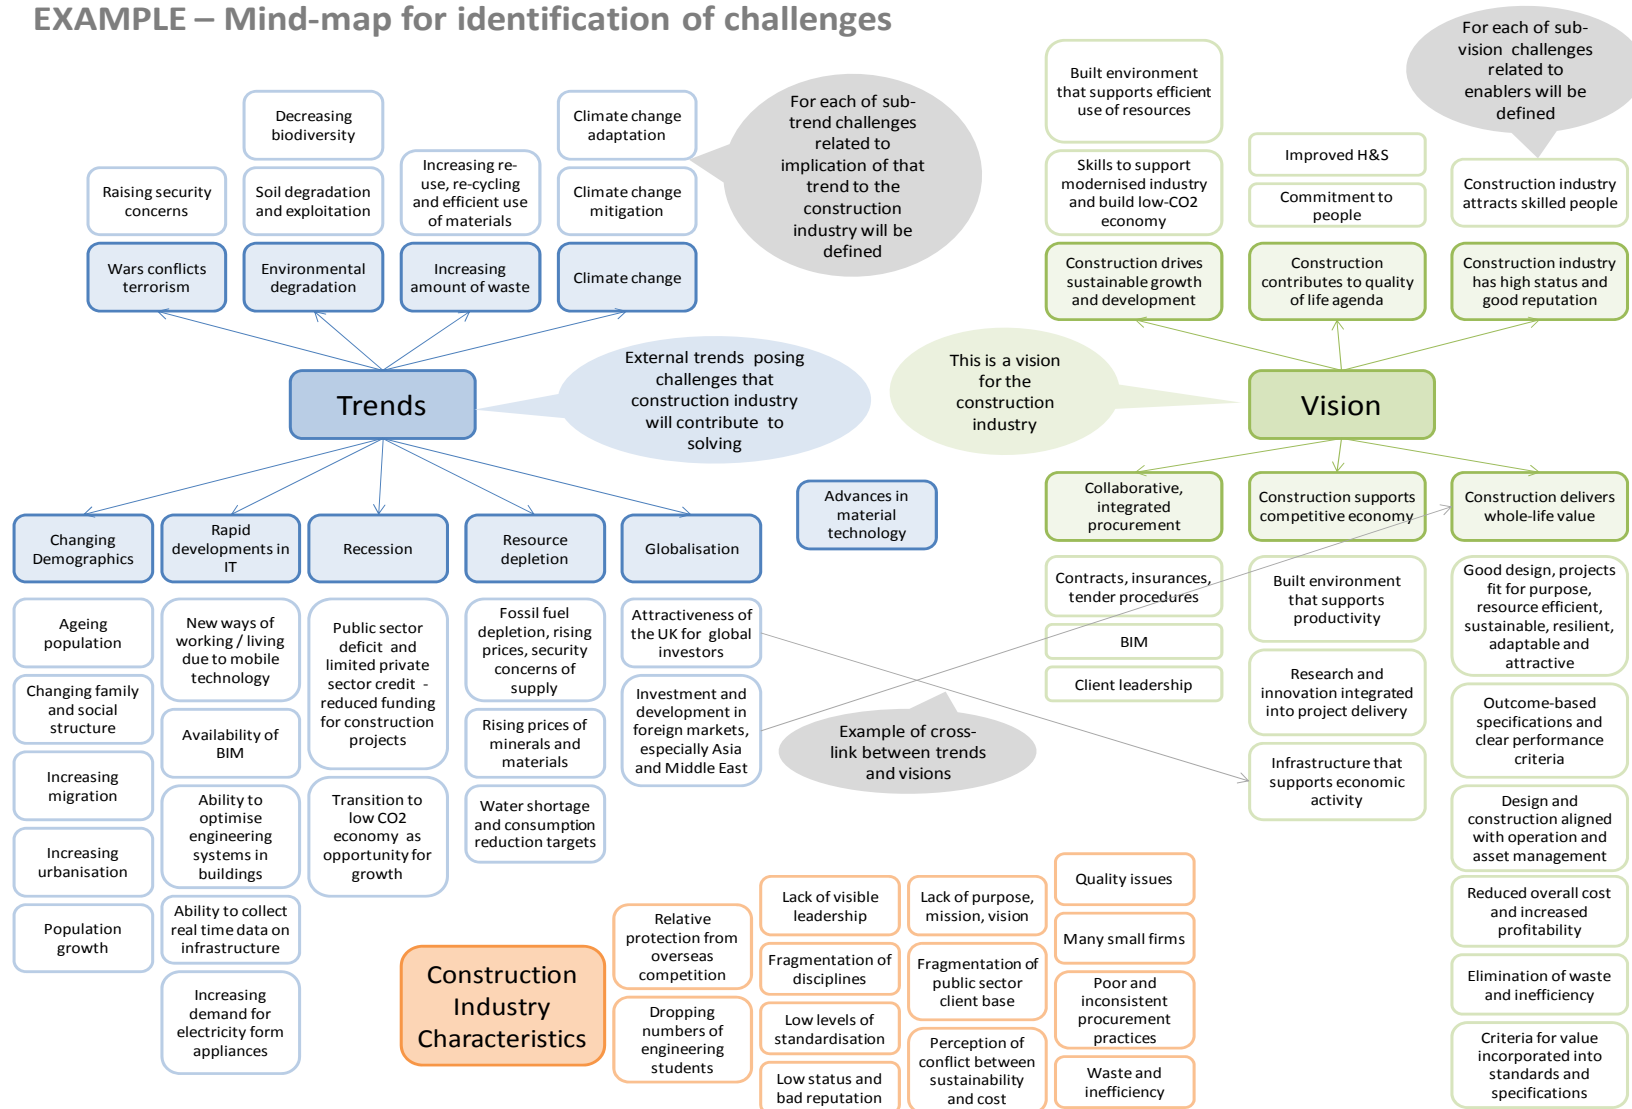 EXAMPLE – Mind-map for identification of challenges
For each of sub-
vision challenges
related to
enablers will be
defined
Decreasing
biodiversity
Climate change
adaptation
For each of sub-
trend challenges
related to
implication of that
trend to the
construction
industry will be
defined
Raising security
concerns
Soil degradation
and exploitation
Increasing re-
use, re-cycling
and efficient use
of materials
Climate change
mitigation
Wars conflicts
terrorism
Environmental
degradation
Increasing
amount of waste
Climate change
Built environment
that supports efficient
use of resources
Skills to support
modernised industry
and build low-CO2
economy
Improved H&S
Commitment to
people
Construction industry
attracts skilled people
Construction drives
sustainable growth
and development
Construction
contributes to quality
of life agenda
Construction industry
has high status and
good reputation
Trends
External trends posing
challenges that
construction industry
will contribute to
solving
This is a vision
for the
construction
industry
Vision
Changing
Demographics
Rapid
developments in
IT
Recession
Resource
depletion
Globalisation
Advances in
material
technology
Collaborative,
integrated
procurement
Construction supports
competitive economy
Construction delivers
whole-life value
Ageing
population
Changing family
and social
structure
Increasing
migration
Increasing
urbanisation
Population
growth
New ways of
working / living
due to mobile
technology
Availability of
BIM
Ability to
optimise
engineering
systems in
buildings
Ability to collect
real time data on
infrastructure
Increasing
demand for
electricity form
appliances
Public sector
deficit and
limited private
sector credit -
reduced funding
for construction
projects
Transition to
low CO2
economy as
opportunity for
growth
Fossil fuel
depletion, rising
prices, security
concerns of
supply
Rising prices of
minerals and
materials
Water shortage
and consumption
reduction targets
Attractiveness of
the UK for global
investors
Investment and
development in
foreign markets,
especially Asia
and Middle East
Example of cross-
link between trends
and visions
Contracts, insurances,
tender procedures
BIM
Client leadership
Built environment
that supports
productivity
Research and
innovation integrated
into project delivery
Infrastructure that
supports economic
activity
Good design, projects
fit for purpose,
resource efficient,
sustainable, resilient,
adaptable and
attractive
Outcome-based
specifications and
clear performance
criteria
Design and
construction aligned
with operation and
asset management
Reduced overall cost
and increased
profitability
Elimination of waste
and inefficiency
Criteria for value
incorporated into
standards and
specifications
Construction
Industry
Characteristics
Relative
protection from
overseas
competition
Dropping
numbers of
engineering
students
Lack of visible
leadership
Fragmentation of
disciplines
Low levels of
standardisation
Low status and
bad reputation
Lack of purpose,
mission, vision
Fragmentation of
public sector
client base
Perception of
conflict between
sustainability
and cost
Quality issues
Many small firms
Poor and
inconsistent
procurement
practices
Waste and
inefficiency